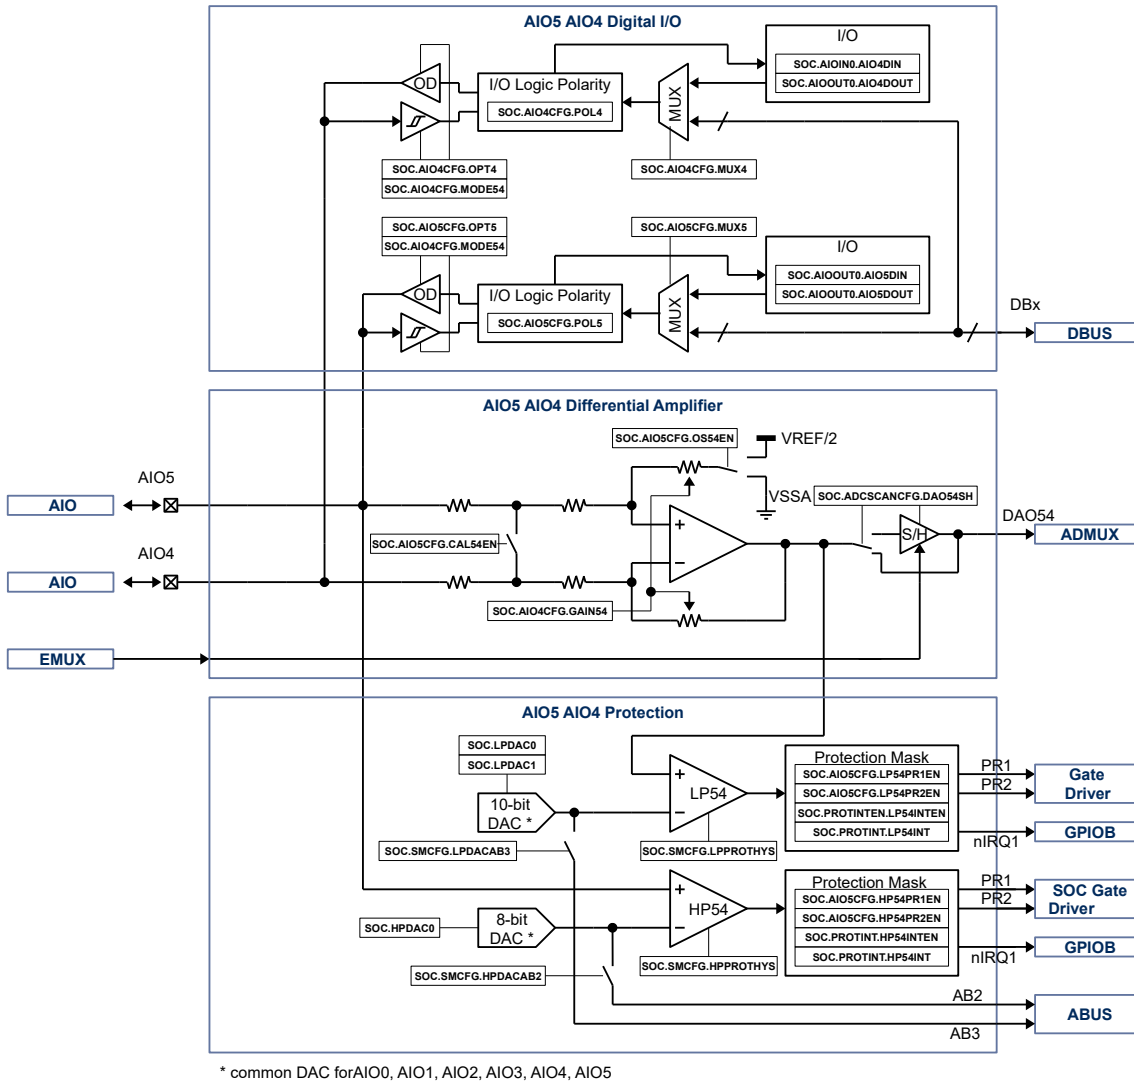 AIO5 AIO4 Digital I/O
I/O
SOC.AIOIN0.AIO4DIN
SOC.AIOOUT0.AIO4DOUT
OD
I/O Logic Polarity
SOC.AIO4CFG.POL4
MUX
SOC.AIO4CFG.OPT4
SOC.AIO4CFG.MODE54
SOC.AIO4CFG.MUX4
SOC.AIO5CFG.OPT5
SOC.AIO4CFG.MODE54
SOC.AIO5CFG.MUX5
I/O
SOC.AIOOUT0.AIO5DIN
SOC.AIOOUT0.AIO5DOUT
OD
I/O Logic Polarity
SOC.AIO5CFG.POL5
MUX
DBx
DBUS
AIO5 AIO4 Differential Amplifier
SOC.AIO5CFG.OS54EN
VREF/2
VSSA
SOC.ADCSCANCFG.DAO54SH
AIO5
AIO
+
S/H
DAO54
ADMUX
SOC.AIO5CFG.CAL54EN
AIO4
AIO
−
SOC.AIO4CFG.GAIN54
EMUX
AIO5 AIO4 Protection
SOC.LPDAC0
SOC.LPDAC1
10-bit
DAC *
+
LP54
−
Protection Mask
SOC.AIO5CFG.LP54PR1EN
SOC.AIO5CFG.LP54PR2EN
SOC.PROTINTEN.LP54INTEN
SOC.PROTINT.LP54INT
PR1
PR2
Gate
Driver
nIRQ1
GPIOB
SOC.SMCFG.LPDACAB3
SOC.SMCFG.LPPROTHYS
+
HP54
−
Protection Mask
SOC.AIO5CFG.HP54PR1EN
SOC.AIO5CFG.HP54PR2EN
SOC.PROTINT.HP54INTEN
SOC.PROTINT.HP54INT
PR1
PR2
SOC Gate
Driver
nIRQ1
GPIOB
SOC.HPDAC0
8-bit
DAC *
SOC.SMCFG.HPDACAB2
SOC.SMCFG.HPPROTHYS
AB2
AB3
ABUS
* common DAC forAIO0, AIO1, AIO2, AIO3, AIO4, AIO5